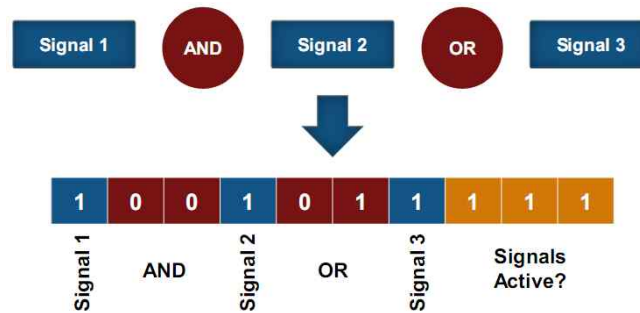 Signal 1 AND Signal 2 OR Signal 3
1 0 0 1 0 1 1 1 1 1
Signal 1
AND
Signal 2
OR
Signal 3
Signals
Active?